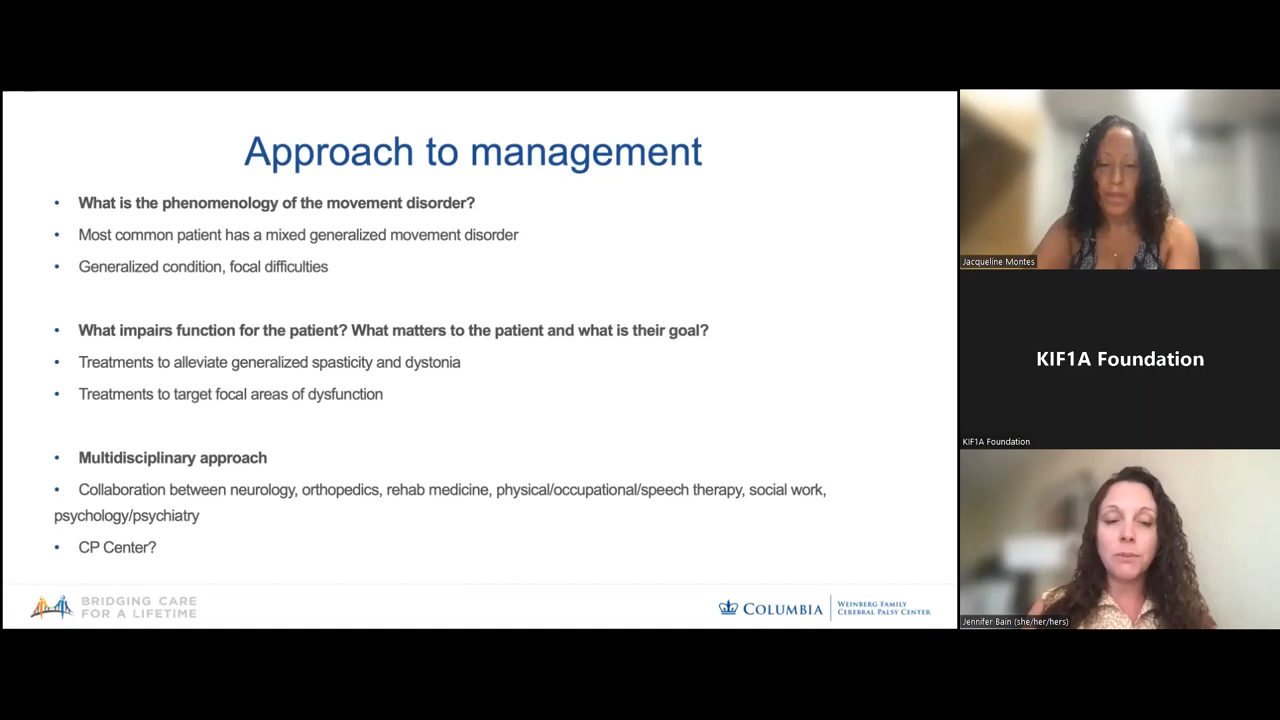 Approach to management
• What is the phenomenology of the movement disorder?
• Most common patient has a mixed generalized movement disorder
• Generalized condition, focal difficulties
• What impairs function for the patient? What matters to the patient and what is their goal?
• Treatments to alleviate generalized spasticity and dystonia
• Treatments to target focal areas of dysfunction
• Multidisciplinary approach
• Collaboration between neurology, orthopedics, rehab medicine, physical/occupational/speech therapy, social work,
psychology/psychiatry
• CP Center?
BRIDGING CARE
FOR A LIFETIME
COLUMBIA
WEINBERG FAMILY
CEREBRAL PALSY CENTER
Jacqueline Montes
KIF1A Foundation
KIF1A Foundation
Jennifer Bain (she/her/hers)